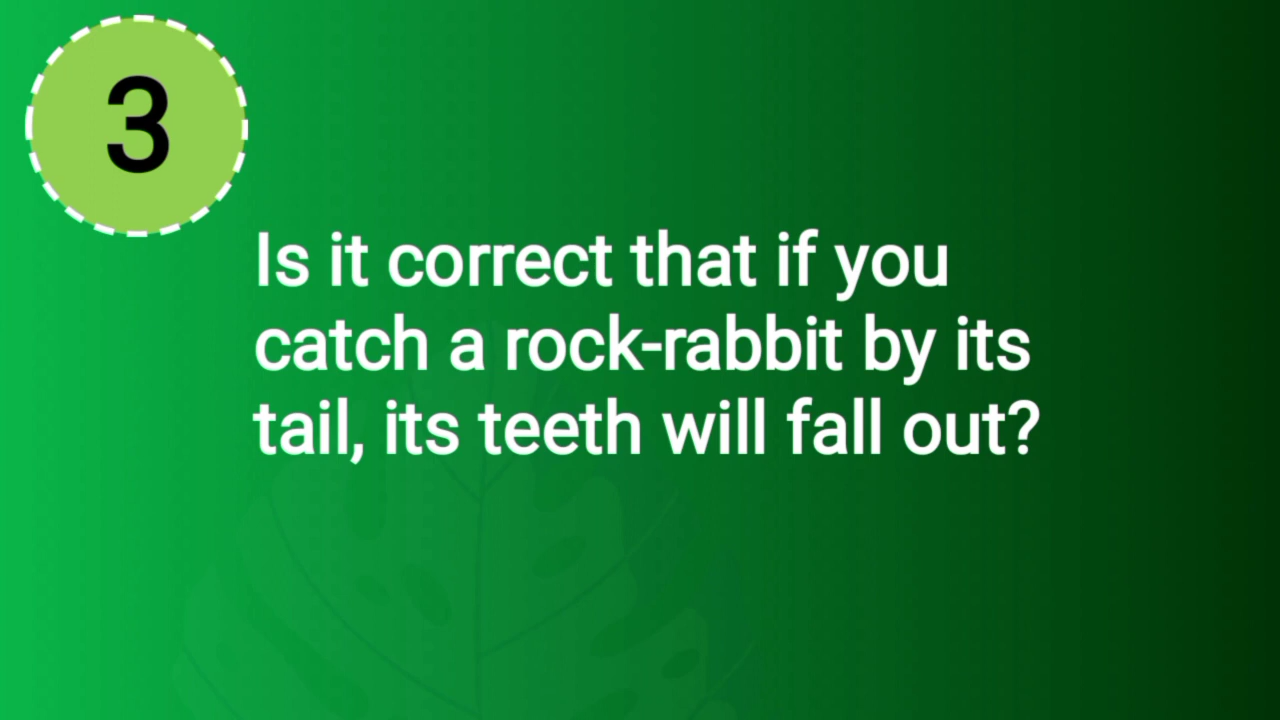 3
Is it correct that if you
catch a rock-rabbit by its
tail, its teeth will fall out?